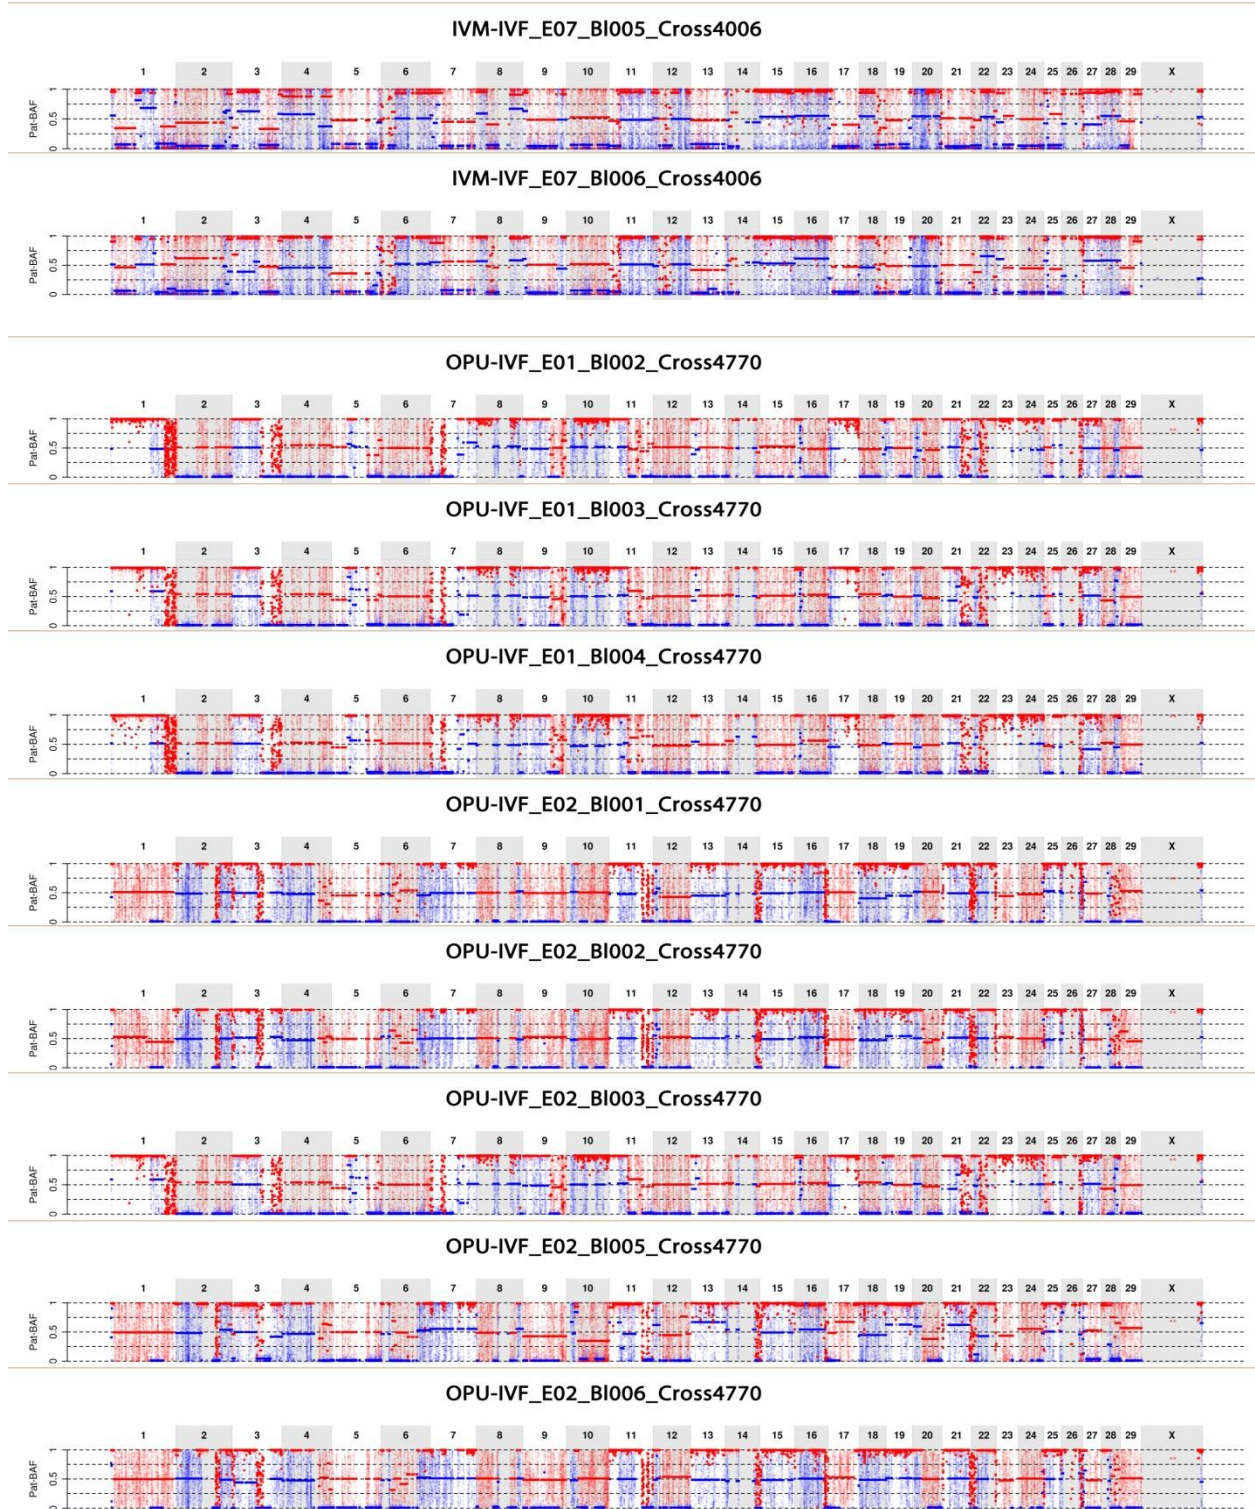 IVM-IVF_E07_Bl005_Cross4006
1 2 3 4 5 6 7 8 9 10 11 12 13 14 15 16 17 18 19 20 21 22 23 24 25 26 27 28 29 X
Pat-BAF
1
0.5
0
IVM-IVF_E07_Bl006_Cross4006
1 2 3 4 5 6 7 8 9 10 11 12 13 14 15 16 17 18 19 20 21 22 23 24 25 26 27 28 29 X
Pat-BAF
1
0.5
0
OPU-IVF_E01_Bl002_Cross4770
1 2 3 4 5 6 7 8 9 10 11 12 13 14 15 16 17 18 19 20 21 22 23 24 25 26 27 28 29 X
Pat-BAF
1
0.5
0
OPU-IVF_E01_Bl003_Cross4770
1 2 3 4 5 6 7 8 9 10 11 12 13 14 15 16 17 18 19 20 21 22 23 24 25 26 27 28 29 X
Pat-BAF
1
0.5
0
OPU-IVF_E01_Bl004_Cross4770
1 2 3 4 5 6 7 8 9 10 11 12 13 14 15 16 17 18 19 20 21 22 23 24 25 26 27 28 29 X
Pat-BAF
1
0.5
0
OPU-IVF_E02_Bl001_Cross4770
1 2 3 4 5 6 7 8 9 10 11 12 13 14 15 16 17 18 19 20 21 22 23 24 25 26 27 28 29 X
Pat-BAF
1
0.5
0
OPU-IVF_E02_Bl002_Cross4770
1 2 3 4 5 6 7 8 9 10 11 12 13 14 15 16 17 18 19 20 21 22 23 24 25 26 27 28 29 X
Pat-BAF
1
0.5
0
OPU-IVF_E02_Bl003_Cross4770
1 2 3 4 5 6 7 8 9 10 11 12 13 14 15 16 17 18 19 20 21 22 23 24 25 26 27 28 29 X
Pat-BAF
1
0.5
0
OPU-IVF_E02_Bl005_Cross4770
1 2 3 4 5 6 7 8 9 10 11 12 13 14 15 16 17 18 19 20 21 22 23 24 25 26 27 28 29 X
Pat-BAF
1
0.5
0
OPU-IVF_E02_Bl006_Cross4770
1 2 3 4 5 6 7 8 9 10 11 12 13 14 15 16 17 18 19 20 21 22 23 24 25 26 27 28 29 X
Pat-BAF
1
0.5
0